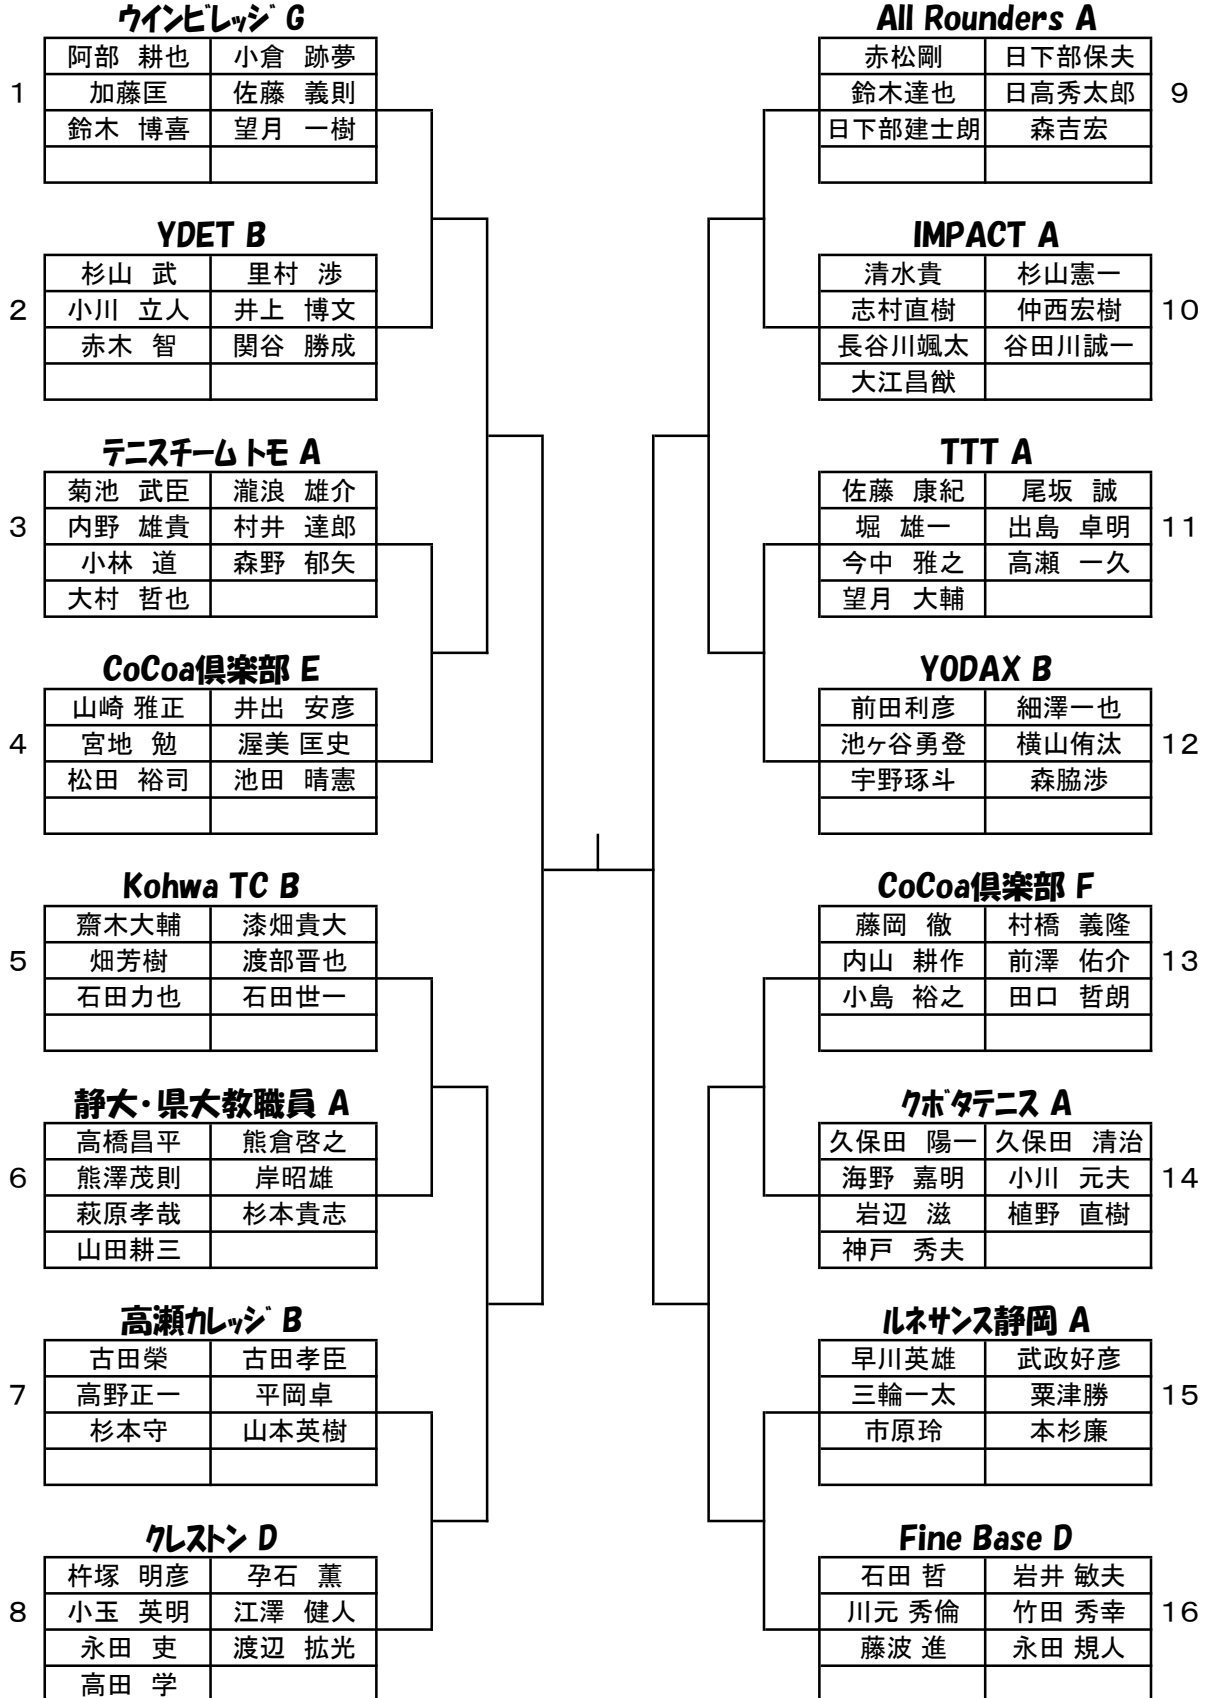 ウインビレッジ G
1
阿部 耕也 小倉 跡夢
加藤匡 佐藤 義則
鈴木 博喜 望月 一樹
YDET B
2
杉山 武 里村 渉
小川 立人 井上 博文
赤木 智 関谷 勝成
テニスチームトモ A
3
菊池 武臣 瀧浪 雄介
内野 雄貴 村井 達郎
小林 道 森野 郁矢
大村 哲也
CoCoa倶楽部 E
4
山崎 雅正 井出 安彦
宮地 勉 渥美 匡史
松田 裕司 池田 晴憲
Kohwa TC B
5
齋木大輔 漆畑貴大
畑芳樹 渡部晋也
石田力也 石田世一
静大・県大教職員 A
6
高橋昌平 熊倉啓之
熊澤茂則 岸昭雄
萩原孝哉 杉本貴志
山田耕三
高瀬カレッジ B
7
古田榮 古田孝臣
高野正一 平岡卓
杉本守 山本英樹
クレストン D
8
杵塚 明彦 孕石 薫
小玉 英明 江澤 健人
永田 吏 渡辺 拡光
高田 学
All Rounders A
9
赤松剛 日下部保夫
鈴木達也 日高秀太郎
日下部建士朗 森吉宏
IMPACT A
10
清水貴 杉山憲一
志村直樹 仲西宏樹
長谷川颯太 谷田川誠一
大江昌猷
TTT A
11
佐藤 康紀 尾坂 誠
堀 雄一 出島 卓明
今中 雅之 高瀬 一久
望月 大輔
YODAX B
12
前田利彦 細澤一也
池ヶ谷勇登 横山侑汰
宇野琢斗 森脇渉
CoCoa倶楽部 F
13
藤岡 徹 村橋 義隆
内山 耕作 前澤 佑介
小島 裕之 田口 哲朗
クボタテニス A
14
久保田 陽一 久保田 清治
海野 嘉明 小川 元夫
岩辺 滋 植野 直樹
神戸 秀夫
ルネサンス静岡 A
15
早川英雄 武政好彦
三輪一太 粟津勝
市原玲 本杉廉
Fine Base D
16
石田 哲 岩井 敏夫
川元 秀倫 竹田 秀幸
藤波 進 永田 規人